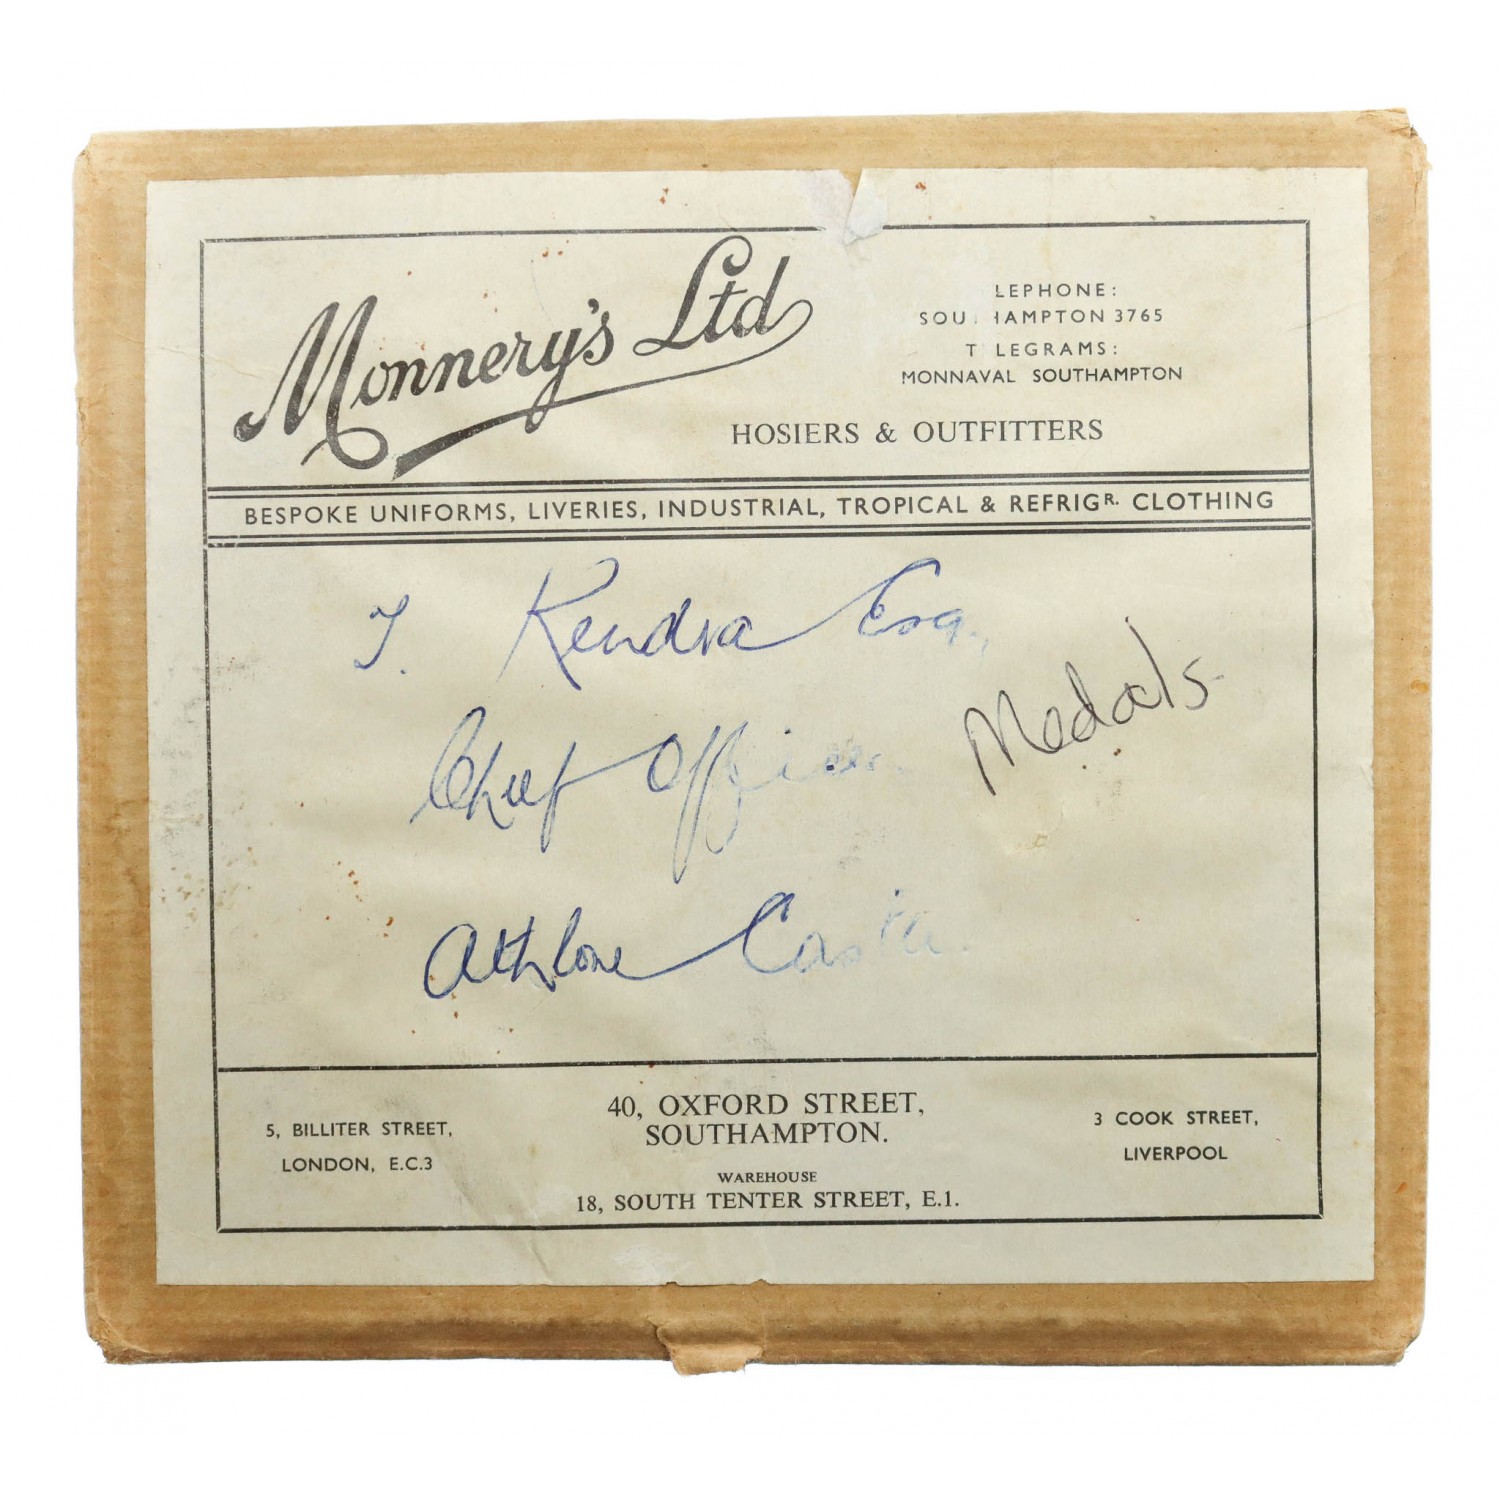 Monnery's Ltd
LEPHONE:
SOU HAMPTON 3765
T LEGRAMS:
MONNAVAL SOUTHAMPTON
HOSIERS & OUTFITTERS
BESPOKE UNIFORMS, LIVERIES, INDUSTRIAL, TROPICAL & REFRIGR. CLOTHING
J. Kendra Esq.,
Chief Officer,
Medals
Athlone Castle.
5, BILLITER STREET,
LONDON, E.C.3
40, OXFORD STREET,
SOUTHAMPTON.
WAREHOUSE
18, SOUTH TENTER STREET, E.1.
3 COOK STREET,
LIVERPOOL